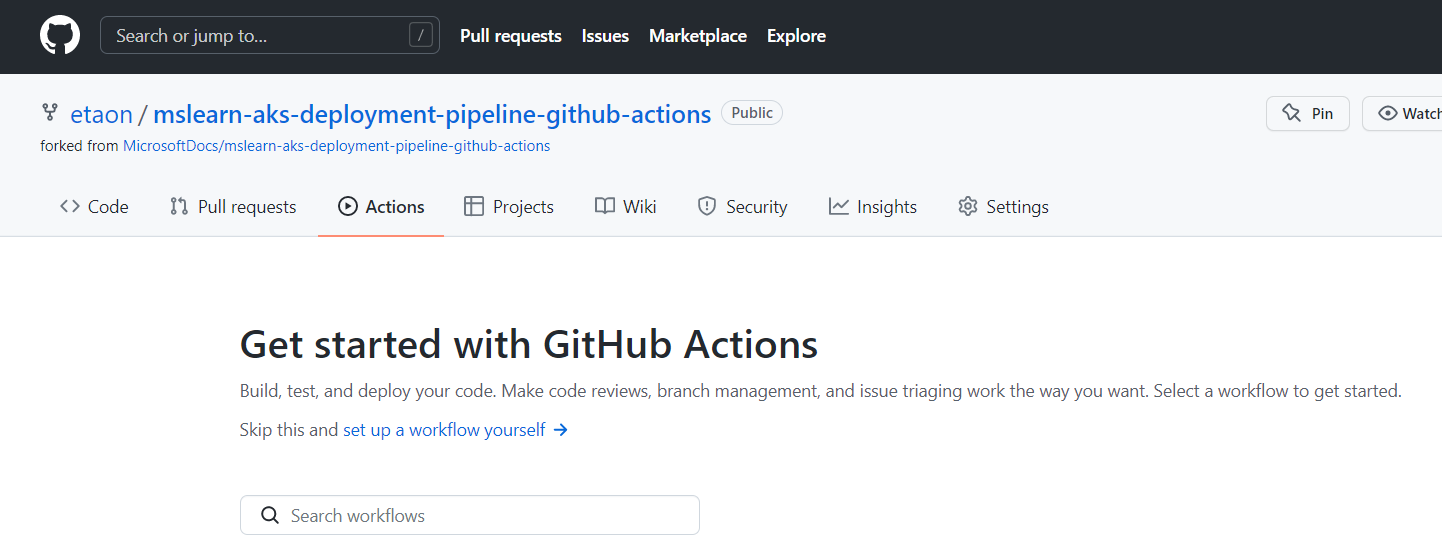 Search or jump to... / Pull requests Issues Marketplace Explore
etaon / mslearn-aks-deployment-pipeline-github-actions Public Pin Watch
forked from MicrosoftDocs/mslearn-aks-deployment-pipeline-github-actions
Code Pull requests Actions Projects Wiki Security Insights Settings
Get started with GitHub Actions
Build, test, and deploy your code. Make code reviews, branch management, and issue triaging work the way you want. Select a workflow to get started.
Skip this and set up a workflow yourself →
Search workflows